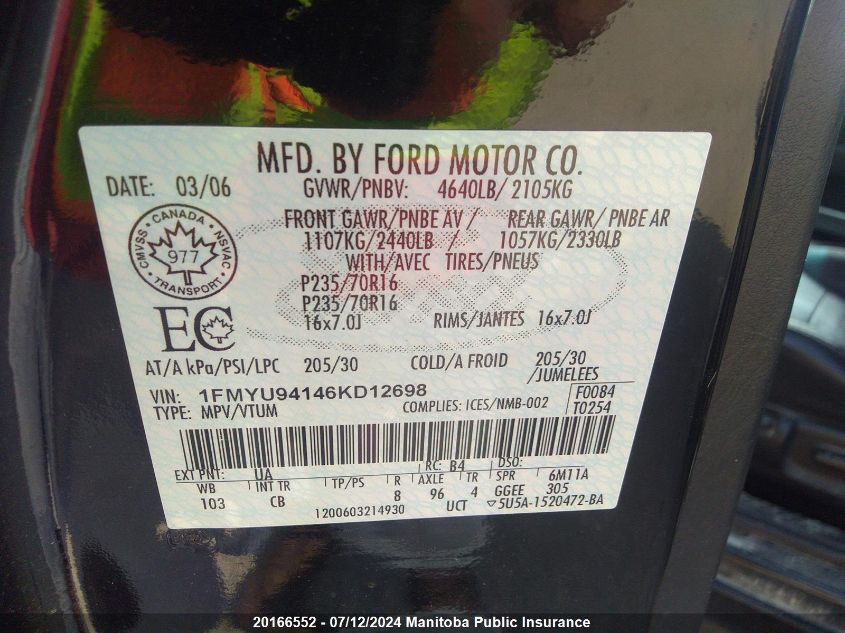 MFD. BY FORD MOTOR CO.
DATE: 03/06 GVWR/PNBV: 4640LB/ 2105KG
FRONT GAWR/PNBE AV / REAR GAWR/ PNBE AR
1107KG/2440LB / 1057KG/2330LB
WITH/AVEC TIRES/PNEUS
CANADA
CMVSS NSVAC
977
TRANSPORT
P235/70R16
P235/70R16
16x7.0J RIMS/JANTES 16x7.0J
EC
AT/A kPa/PSI/LPC 205/30 COLD/A FROID 205/30
/JUMELEES
VIN: 1FMYU94146KD12698 F0084
TYPE: MPV/VTUM COMPLIES: ICES/NMB-002 T0254
EXT PNT: UA RC: B4 DSO:
WB INT TR TP/PS R AXLE TR SPR 6M11A
103 CB 8 96 4 GGEE 305
1200603214930 UCT ▽5U5A-1520472-BA
20166552 - 07/12/2024 Manitoba Public Insurance